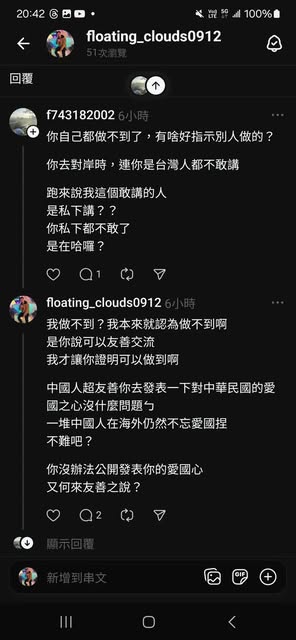 20:42
VoD LTE
5G
100%
floating_clouds0912
51次瀏覽
回覆
f743182002 6小時
你自己都做不到了，有啥好指示別人做的？
你去對岸時，連你是台灣人都不敢講
跑來說我這個敢講的人
是私下講？？
你私下都不敢了
是在哈囉？
1
floating_clouds0912 6小時
我做不到？我本來就認為做不到啊
是你說可以友善交流
我才讓你證明可以做到啊
中國人超友善你去發表一下對中華民國的愛
國之心沒什麼問題ㄅ
一堆中國人在海外仍然不忘愛國捏
不難吧？
你沒辦法公開發表你的愛國心
又何來友善之說？
2
顯示回覆
新增到串文
GIF